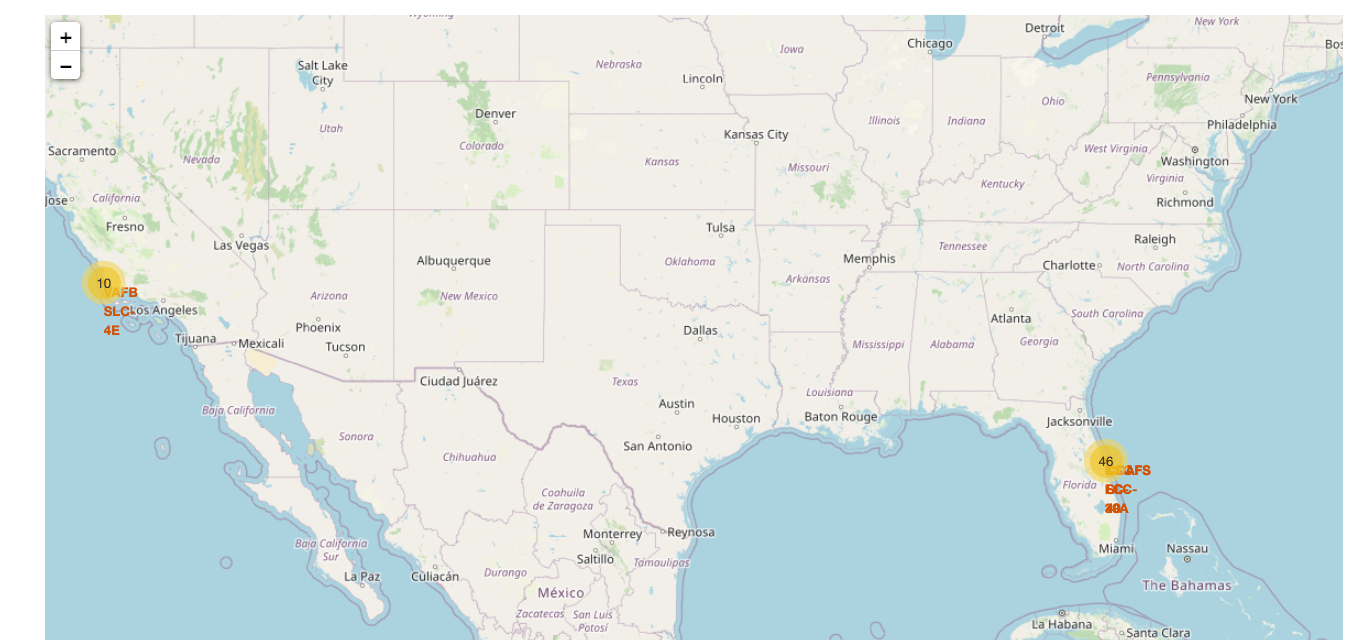 +
−
Wyoming
New York
Detroit
Chicago
Iowa
Nebraska
Lincoln
Salt Lake
City
Pennsylvania
New York
Ohio
Illinois
Indiana
Denver
Utah
Colorado
Kansas City
Philadelphia
Sacramento
Nevada
Kansas
Missouri
West Virginia
Washington
Virginia
Kentucky
Jose
California
Richmond
Fresno
Tulsa
Las Vegas
Raleigh
Tennessee
Albuquerque
Oklahoma
Memphis
Charlotte
North Carolina
Arkansas
10
VAFB
SLC-
4E
Los Angeles
Arizona
New Mexico
South Carolina
Atlanta
Phoenix
Dallas
Tijuana
Mexicali
Tucson
Mississippi
Alabama
Georgia
Ciudad Juárez
Texas
Louisiana
Austin
Baja California
Houston
Baton Rouge
Jacksonville
Sonora
San Antonio
Chihuahua
46
Florida
Coahuila
de Zaragoza
Monterrey
Reynosa
Baja California
Sur
Saltillo
Tamaulipas
Miami
Nassau
La Paz
Culiacán
Durango
The Bahamas
México
Zacatecas
San Luis
Potosí
La Habana
Santa Clara